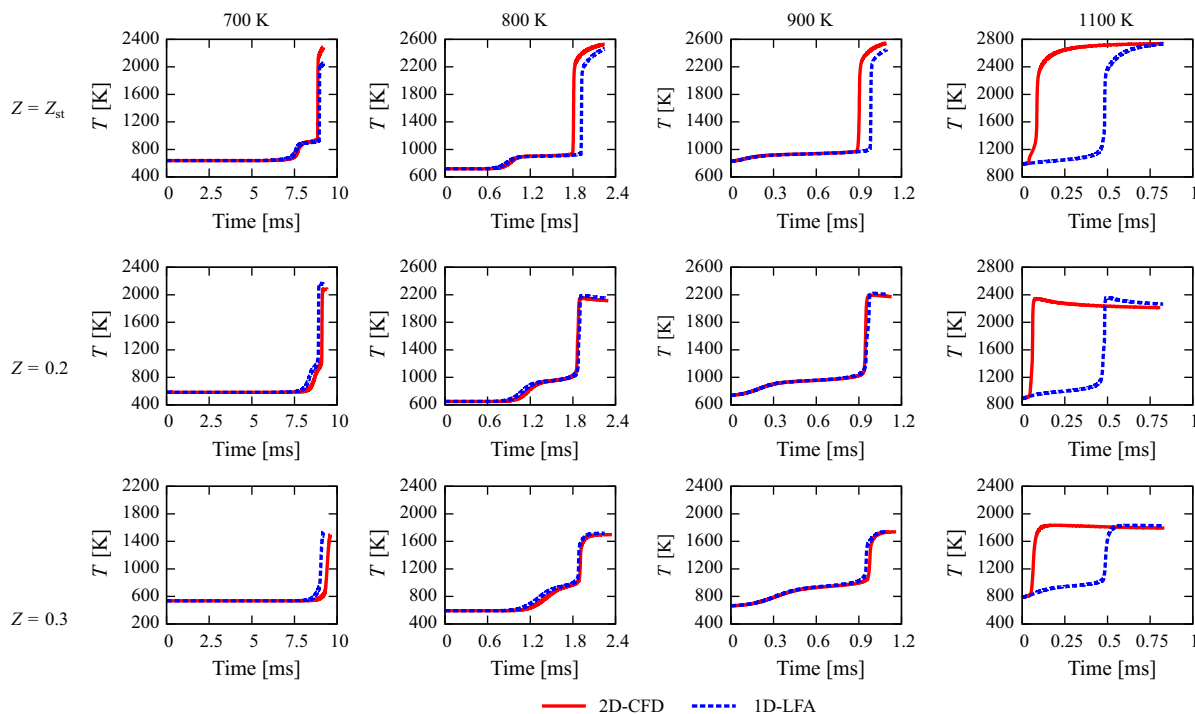 700 K 800 K 900 K 1100 K
Z = Z_st
T [K] 2400 2000 1600 1200 800 400
0 2.5 5 7.5 10
Time [ms]
T [K] 2600 2200 1800 1400 1000 600
0 0.6 1.2 1.8 2.4
Time [ms]
T [K] 2600 2200 1800 1400 1000 600
0 0.3 0.6 0.9 1.2
Time [ms]
T [K] 2800 2400 2000 1600 1200 800
0 0.25 0.5 0.75 1
Time [ms]
Z = 0.2
T [K] 2400 2000 1600 1200 800 400
0 2.5 5 7.5 10
Time [ms]
T [K] 2600 2200 1800 1400 1000 600
0 0.6 1.2 1.8 2.4
Time [ms]
T [K] 2600 2200 1800 1400 1000 600
0 0.3 0.6 0.9 1.2
Time [ms]
T [K] 2800 2400 2000 1600 1200 800
0 0.25 0.5 0.75 1
Time [ms]
Z = 0.3
T [K] 2200 1800 1400 1000 600 200
0 2.5 5 7.5 10
Time [ms]
T [K] 2400 2000 1600 1200 800 400
0 0.6 1.2 1.8 2.4
Time [ms]
T [K] 2400 2000 1600 1200 800 400
0 0.3 0.6 0.9 1.2
Time [ms]
T [K] 2400 2000 1600 1200 800 400
0 0.25 0.5 0.75 1
Time [ms]
2D-CFD 1D-LFA